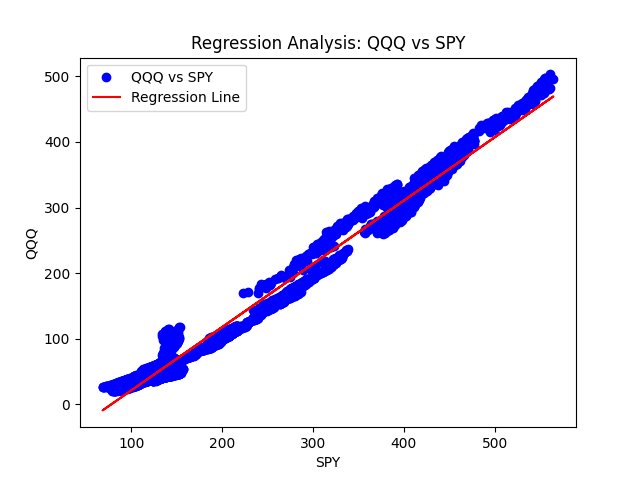 Regression Analysis: QQQ vs SPY
QQQ vs SPY
Regression Line
500
400
300
200
100
0
QQQ
100 200 300 400 500
SPY